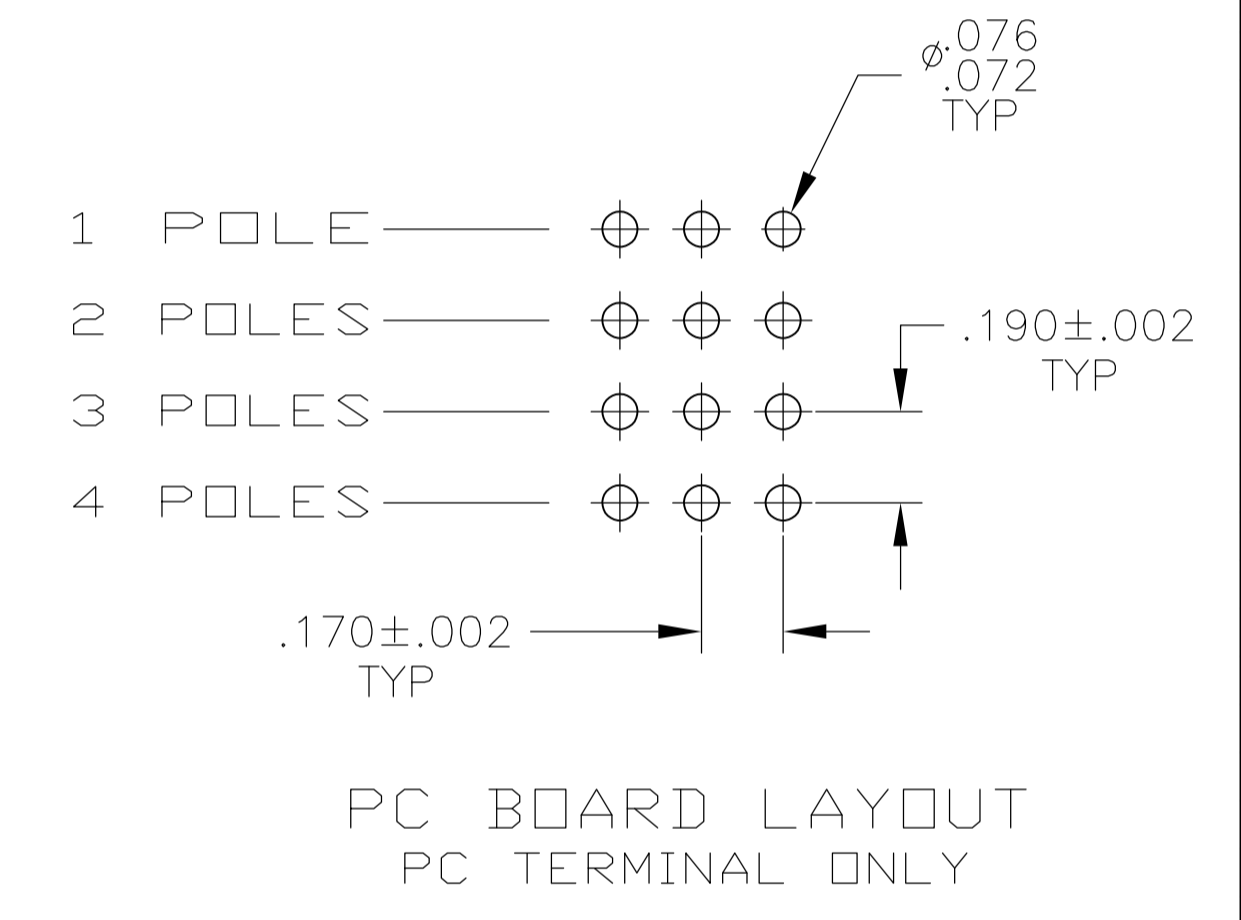 ⌀.076
.072
TYP
1 POLE
2 POLES
.190±.002
TYP
3 POLES
4 POLES
.170±.002
TYP
PC BOARD LAYOUT
PC TERMINAL ONLY